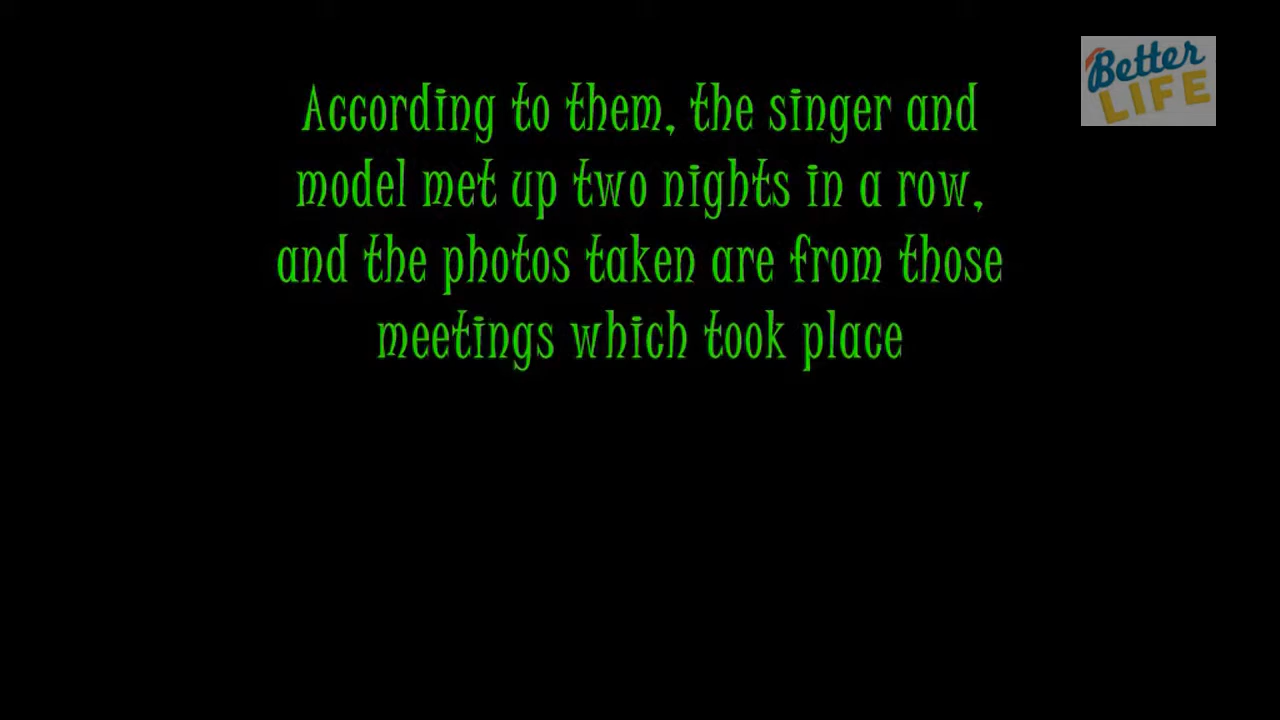 Better
LIFE
According to them, the singer and
model met up two nights in a row,
and the photos taken are from those
meetings which took place